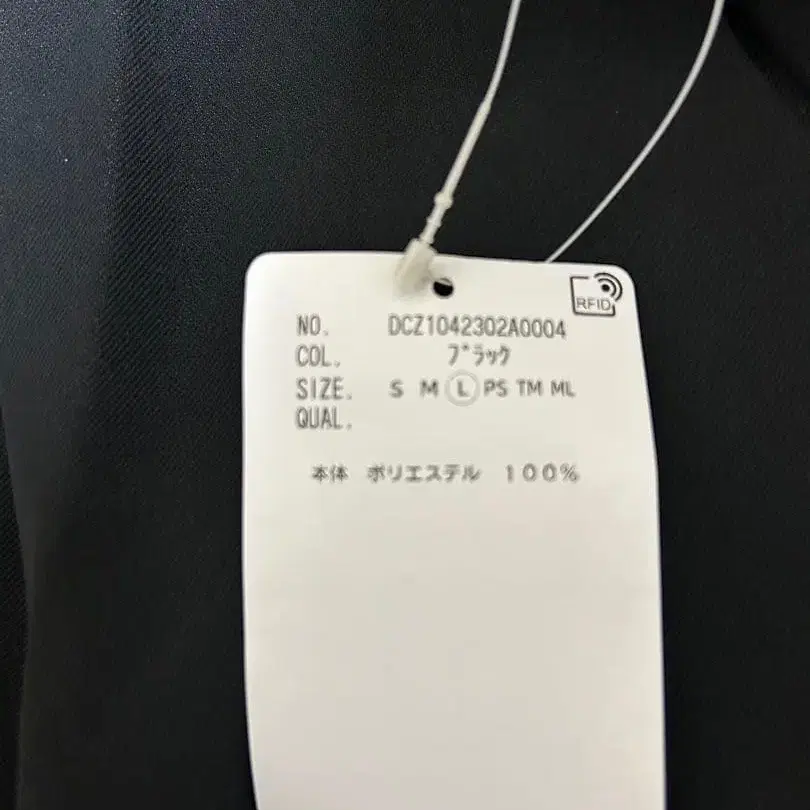 RFID
NO. DCZ1042302A0004
COL. ﾌﾞﾗｯｸ
SIZE. S M L PS TM ML
QUAL.
本体 ポリエステル 100%